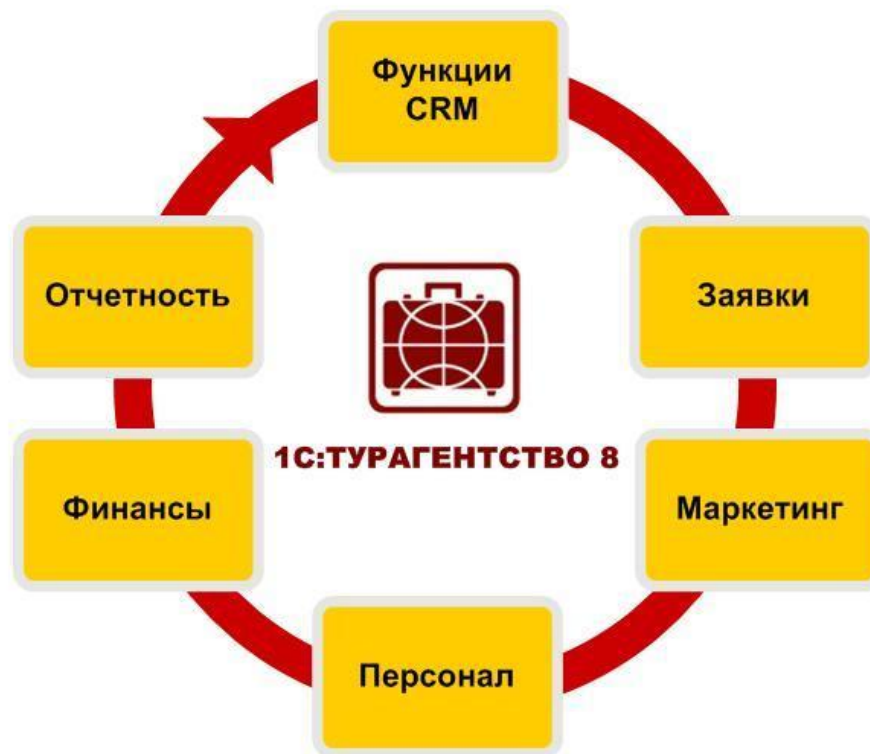 Функции
CRM
Отчетность
Заявки
1С:ТУРАГЕНТСТВО 8
Финансы
Маркетинг
Персонал